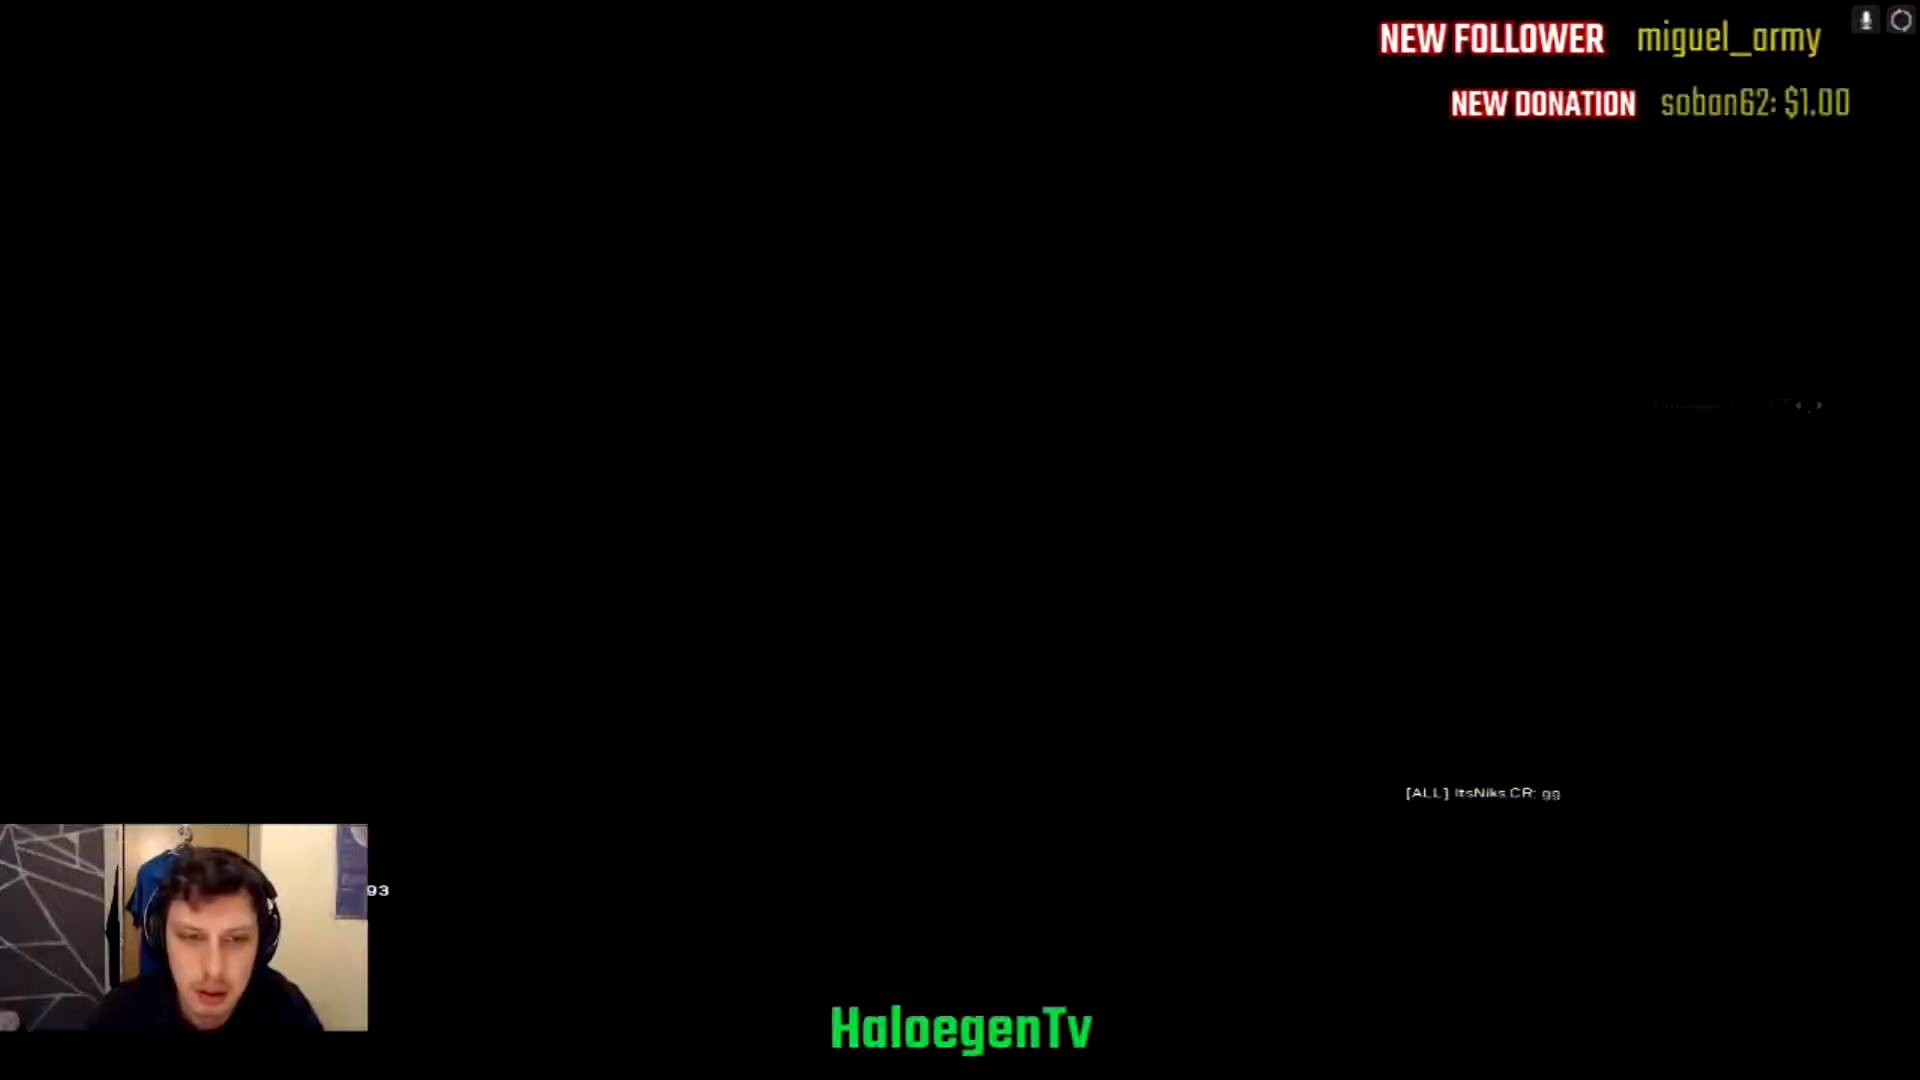 NEW FOLLOWER miguel_army
NEW DONATION soban62: $1.00
[ALL] ItsNiks.CR: gg
93
HaloegenTv